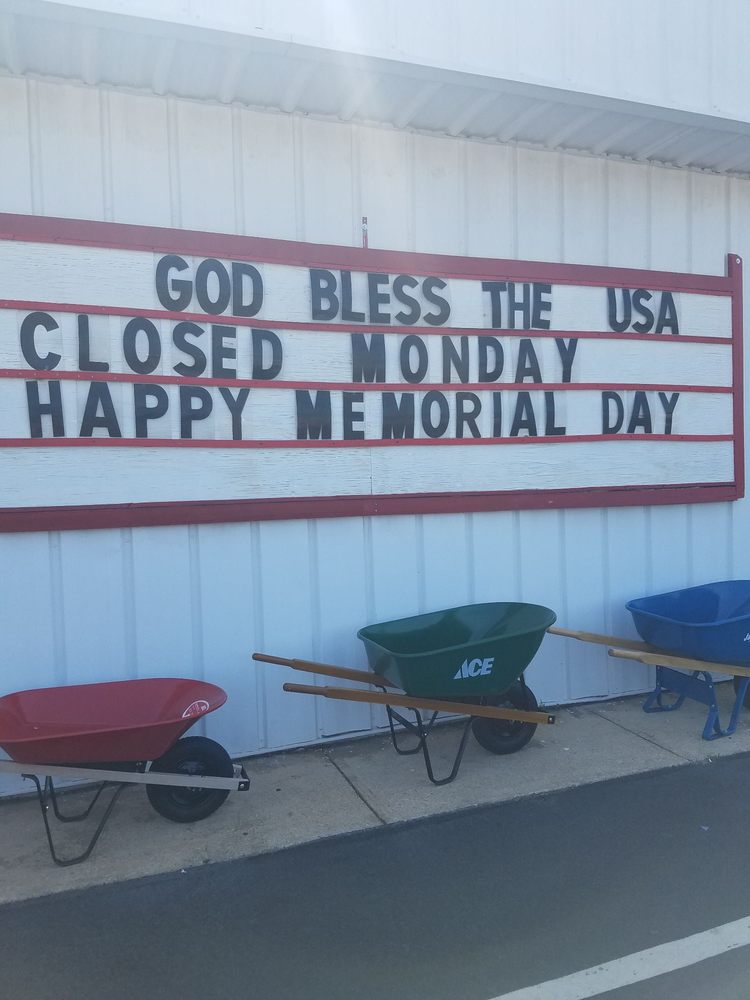 GOD BLESS THE USA
CLOSED MONDAY
HAPPY MEMORIAL DAY
ACE